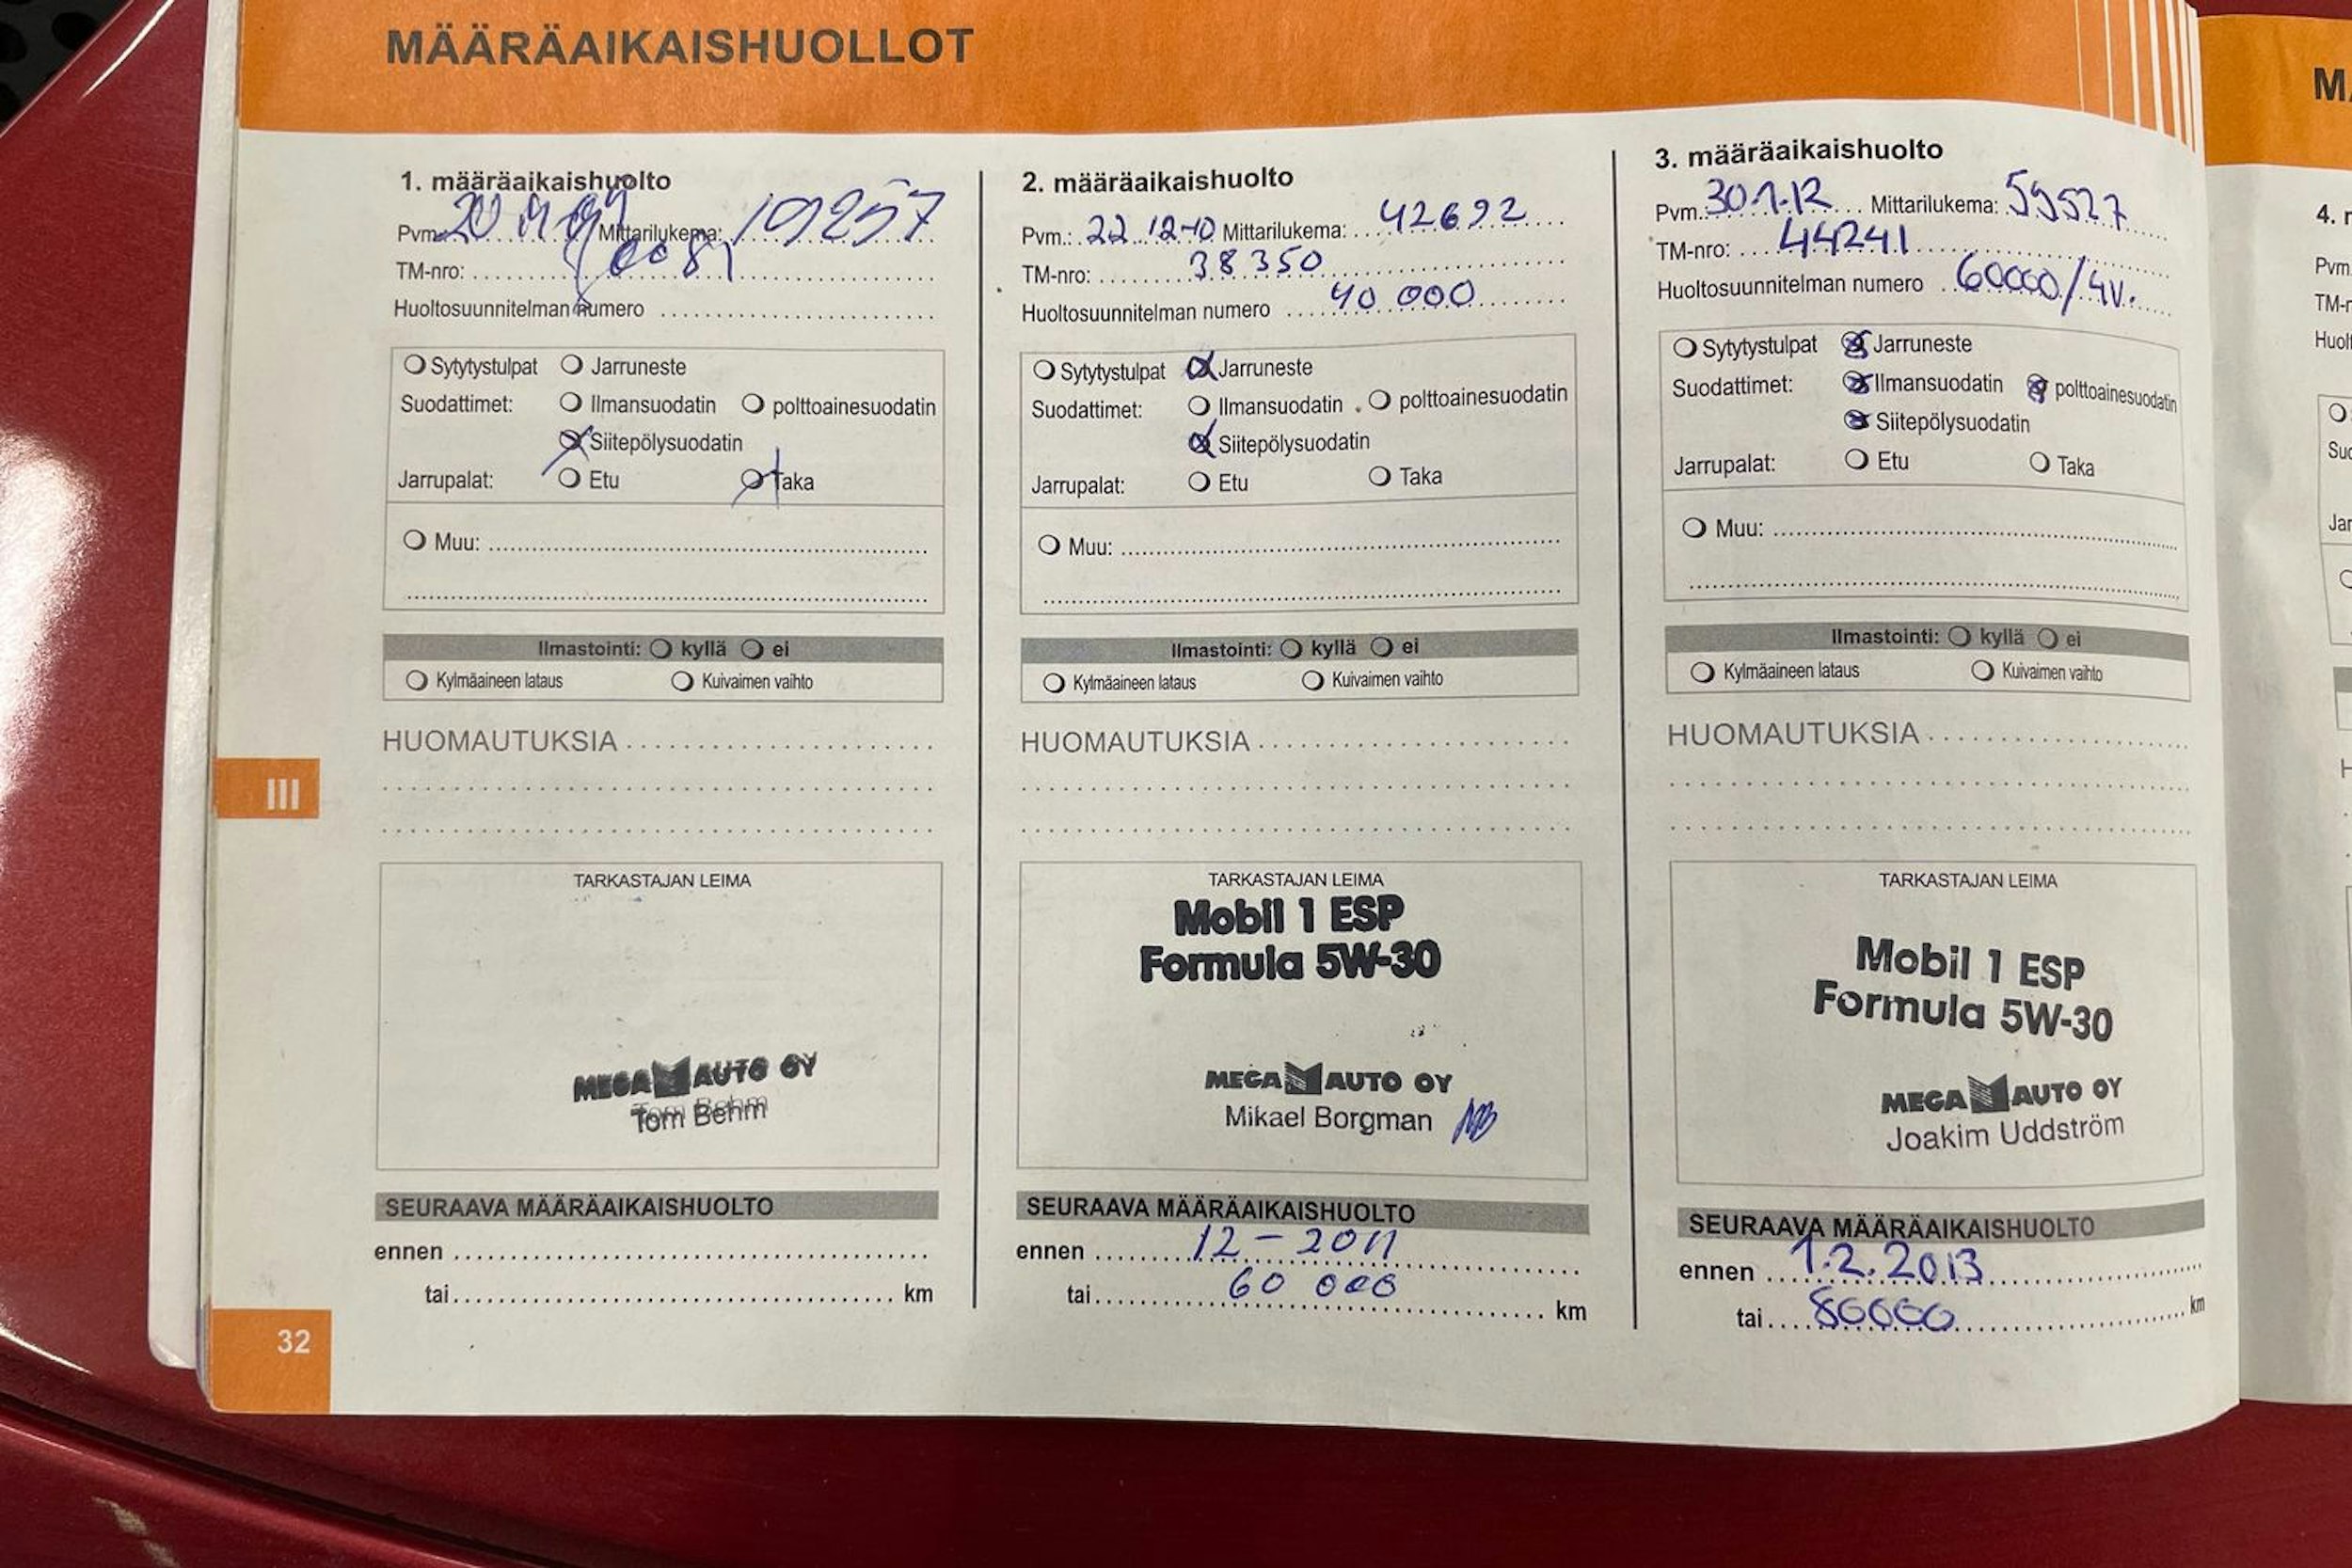 MÄÄRÄAIKAISHUOLLOT
1. määräaikaishuolto
Pvm. Mittarilukema: 19257
TM-nro:
Huoltosuunnitelman numero
Sytytystulpat Jarruneste
Suodattimet: Ilmansuodatin polttoainesuodatin
Siitepölysuodatin
Jarrupalat: Etu Taka
Muu:
Ilmastointi: kyllä ei
Kylmäaineen lataus Kuivaimen vaihto
HUOMAUTUKSIA
TARKASTAJAN LEIMA
MEGA AUTO OY
Tom Behm
SEURAAVA MÄÄRÄAIKAISHUOLTO
ennen
tai km
2. määräaikaishuolto
Pvm.: 22.12-10 Mittarilukema: 42692
TM-nro: 38350
Huoltosuunnitelman numero 40 000
Sytytystulpat Jarruneste
Suodattimet: Ilmansuodatin polttoainesuodatin
Siitepölysuodatin
Jarrupalat: Etu Taka
Muu:
Ilmastointi: kyllä ei
Kylmäaineen lataus Kuivaimen vaihto
HUOMAUTUKSIA
TARKASTAJAN LEIMA
Mobil 1 ESP
Formula 5W-30
MEGA AUTO OY
Mikael Borgman MB
SEURAAVA MÄÄRÄAIKAISHUOLTO
ennen 12-2011
tai 60 000 km
3. määräaikaishuolto
Pvm.: 30.1.12 Mittarilukema: 59527
TM-nro: 44241
Huoltosuunnitelman numero 60000/4V.
Sytytystulpat Jarruneste
Suodattimet: Ilmansuodatin polttoainesuodatin
Siitepölysuodatin
Jarrupalat: Etu Taka
Muu:
Ilmastointi: kyllä ei
Kylmäaineen lataus Kuivaimen vaihto
HUOMAUTUKSIA
TARKASTAJAN LEIMA
Mobil 1 ESP
Formula 5W-30
MEGA AUTO OY
Joakim Uddström
SEURAAVA MÄÄRÄAIKAISHUOLTO
ennen 1.2.2013
tai 80000 km
III
32
4.
Pvm